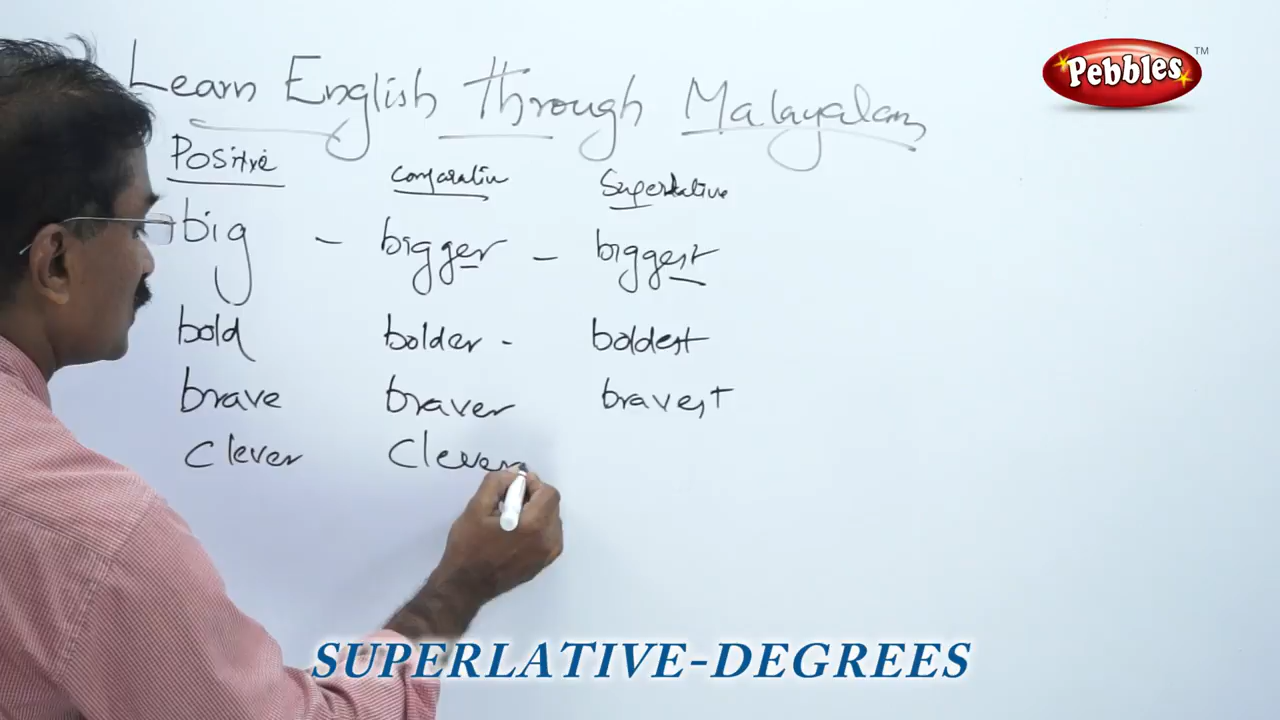 Learn English Through Malayalam
Pebbles TM
Positive Comparative Superlative
big - bigger - biggest
bold bolder - boldest
brave braver bravest
clever clever
SUPERLATIVE-DEGREES